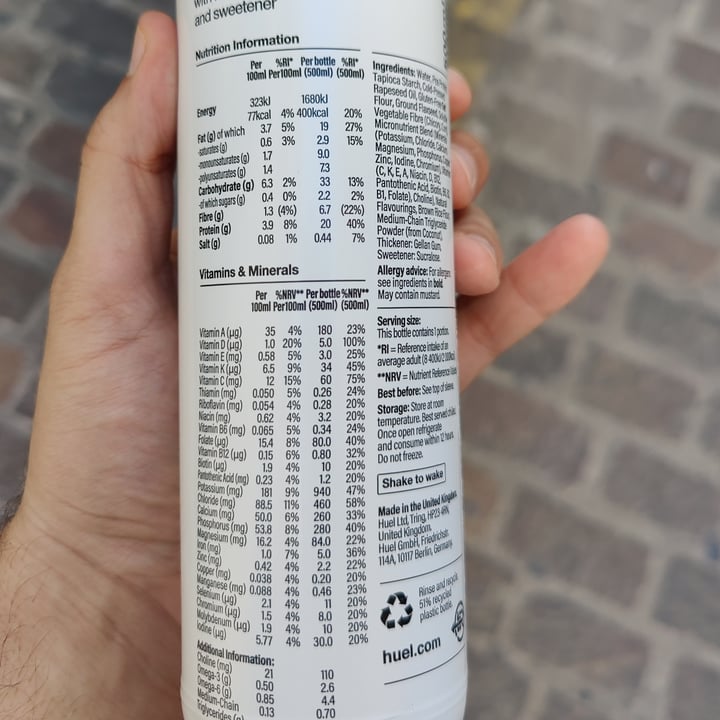 and sweetener
Nutrition Information
Per %RI* Per bottle %RI*
100ml Per100ml (500ml) (500ml)
Energy 323kJ 1680kJ
77kcal 4% 400kcal 20%
Fat (g) of which 3.7 5% 19 27%
-saturates (g) 0.6 3% 2.9 15%
-monounsaturates (g) 1.7 9.0
-polyunsaturates (g) 1.4 7.3
Carbohydrate (g) 6.3 2% 33 13%
-of which sugars (g) 0.4 0% 2.2 2%
Fibre (g) 1.3 (4%) 6.7 (22%)
Protein (g) 3.9 8% 20 40%
Salt (g) 0.08 1% 0.44 7%
Vitamins & Minerals
Per %NRV** Per bottle %NRV**
100ml Per100ml (500ml) (500ml)
Vitamin A (µg) 35 4% 180 23%
Vitamin D (µg) 1.0 20% 5.0 100%
Vitamin E (mg) 0.58 5% 3.0 25%
Vitamin K (µg) 6.5 9% 34 45%
Vitamin C (mg) 12 15% 60 75%
Thiamin (mg) 0.050 5% 0.26 24%
Riboflavin (mg) 0.054 4% 0.28 20%
Niacin (mg) 0.62 4% 3.2 20%
Vitamin B6 (mg) 0.065 5% 0.34 24%
Folate (µg) 15.4 8% 80.0 40%
Vitamin B12 (µg) 0.15 6% 0.80 32%
Biotin (µg) 1.9 4% 10 20%
Pantothenic Acid (mg) 0.23 4% 1.2 20%
Potassium (mg) 181 9% 940 47%
Chloride (mg) 88.5 11% 460 58%
Calcium (mg) 50.0 6% 260 33%
Phosphorus (mg) 53.8 8% 280 40%
Magnesium (mg) 16.2 4% 84.0 22%
Iron (mg) 1.0 7% 5.0 36%
Zinc (mg) 0.42 4% 2.2 22%
Copper (mg) 0.038 4% 0.20 20%
Manganese (mg) 0.088 4% 0.46 23%
Selenium (µg) 2.1 4% 11 20%
Chromium (µg) 1.5 4% 8.0 20%
Molybdenum (µg) 1.9 4% 10 20%
Iodine (µg) 5.77 4% 30.0 20%
Additional Information:
Choline (mg) 21 110
Omega-3 (g) 0.50 2.6
Omega-6 (g) 0.85 4.4
Medium-Chain
Triglycerides (g) 0.13 0.70
Ingredients: Water,
Tapioca Starch,
Rapeseed Oil, Gluten-Free
Flour, Ground Flaxseed,
Vegetable Fibre
Micronutrient Blend
(Potassium, Chloride, Calcium,
Magnesium, Phosphorus,
Zinc, Iodine, Chromium),
(C, K, E, A, Niacin, D, B12,
Pantothenic Acid, Biotin,
B1, Folate), Choline), Natural
Flavourings, Brown Rice
Medium-Chain Triglyceride
Powder (from Coconut),
Thickener: Gellan Gum,
Sweetener: Sucralose.
Allergy advice: For allergens
see ingredients in bold.
May contain mustard.
Serving size:
This bottle contains 1 portion.
*RI = Reference intake of an
average adult (8 400kJ/2 000kcal)
**NRV = Nutrient Reference
Best before: See top of sleeve.
Storage: Store at room
temperature. Best served chilled.
Once open refrigerate
and consume within 12 hours.
Do not freeze.
Shake to wake
Made in the United Kingdom.
Huel Ltd, Tring, HP23 4RN,
United Kingdom.
Huel GmbH, Friedrichstr.
114A, 10117 Berlin, Germany.
Rinse and recycle.
51% recycled
plastic bottle.
huel.com